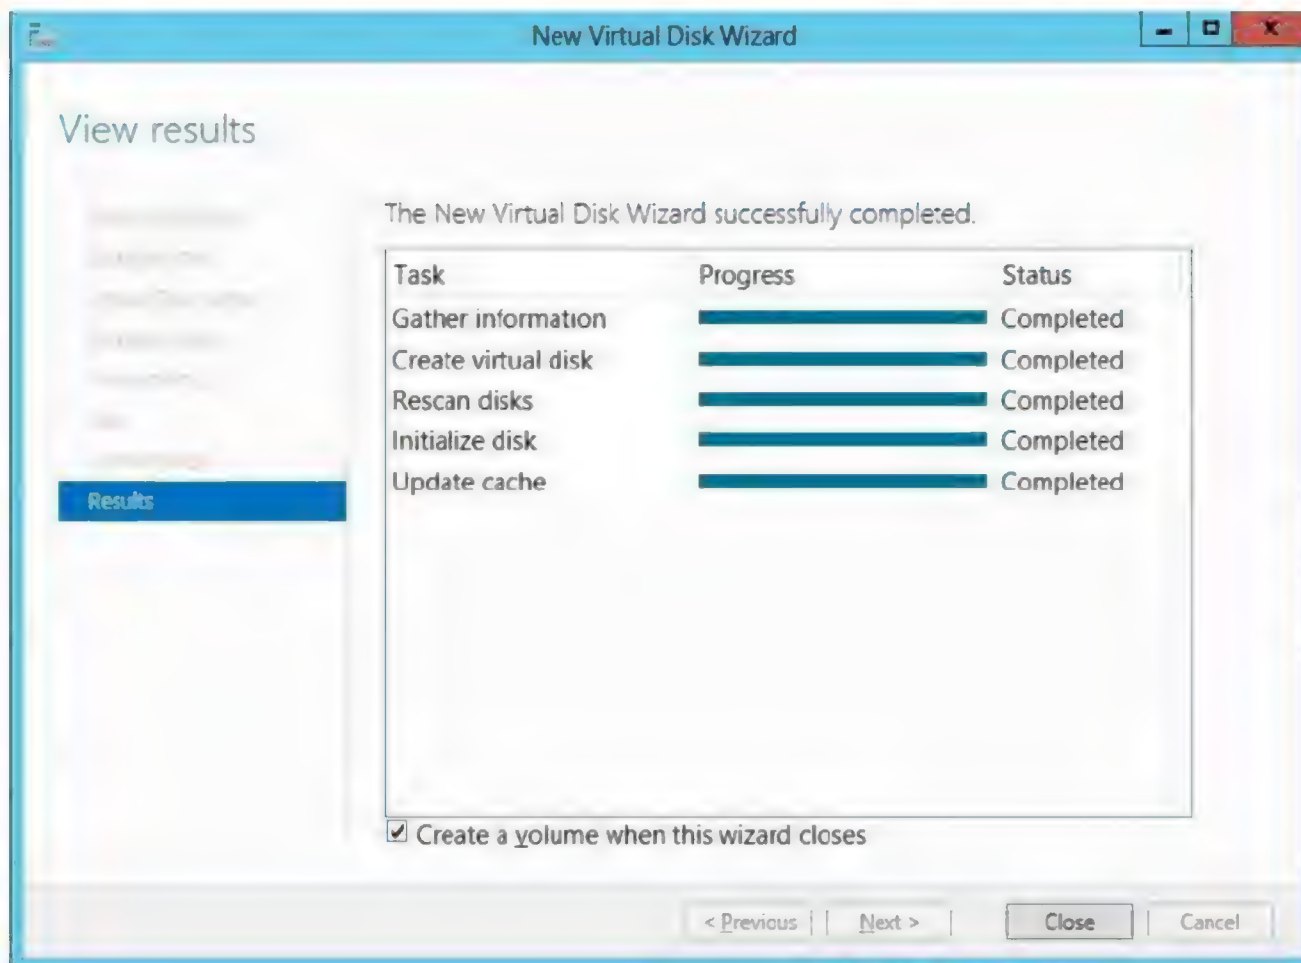 New Virtual Disk Wizard
View results
The New Virtual Disk Wizard successfully completed.
Task Progress Status
Gather information Completed
Create virtual disk Completed
Rescan disks Completed
Initialize disk Completed
Update cache Completed
Results
Create a volume when this wizard closes
< Previous Next > Close Cancel